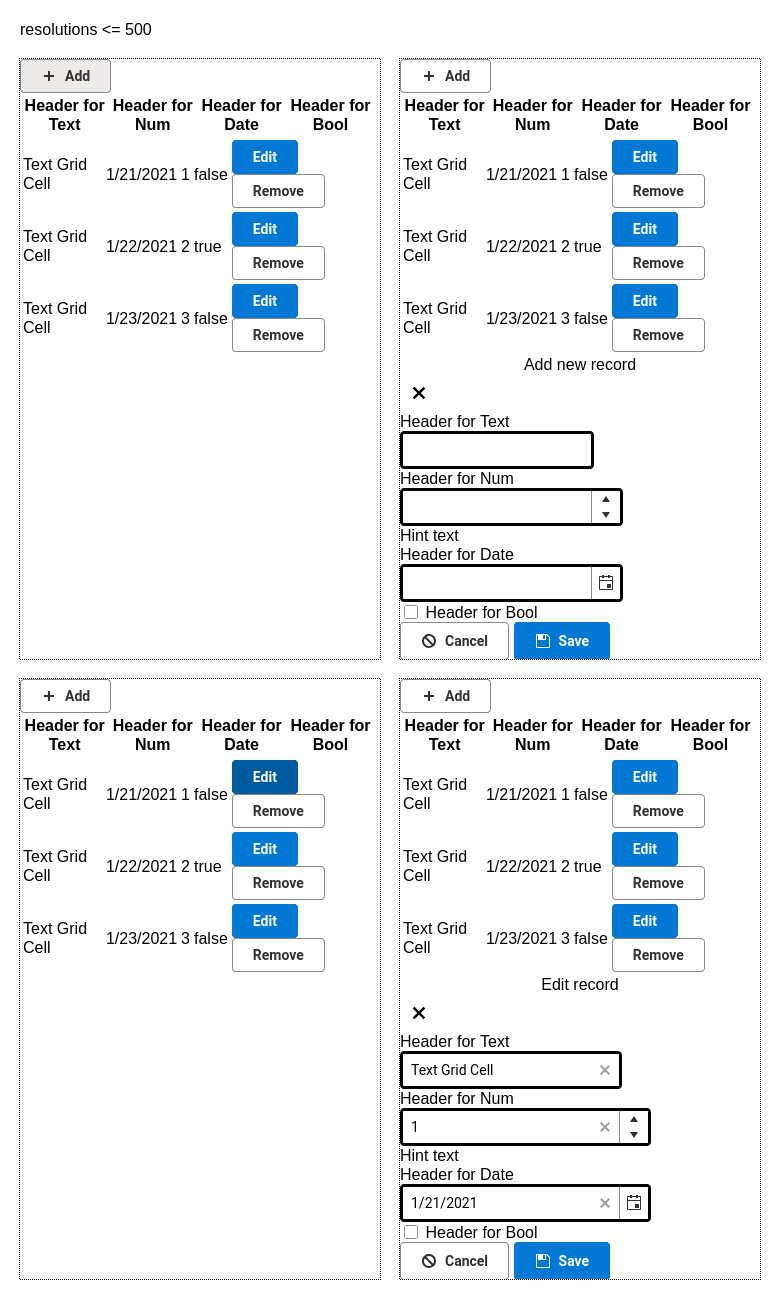 resolutions <= 500
Add
Header for Text Header for Num Header for Date Header for Bool
Text Grid Cell 1/21/2021 1 false Edit Remove
Text Grid Cell 1/22/2021 2 true Edit Remove
Text Grid Cell 1/23/2021 3 false Edit Remove
Add
Header for Text Header for Num Header for Date Header for Bool
Text Grid Cell 1/21/2021 1 false Edit Remove
Text Grid Cell 1/22/2021 2 true Edit Remove
Text Grid Cell 1/23/2021 3 false Edit Remove
Add new record
Header for Text
Header for Num
Hint text
Header for Date
Header for Bool
Cancel Save
Add
Header for Text Header for Num Header for Date Header for Bool
Text Grid Cell 1/21/2021 1 false Edit Remove
Text Grid Cell 1/22/2021 2 true Edit Remove
Text Grid Cell 1/23/2021 3 false Edit Remove
Add
Header for Text Header for Num Header for Date Header for Bool
Text Grid Cell 1/21/2021 1 false Edit Remove
Text Grid Cell 1/22/2021 2 true Edit Remove
Text Grid Cell 1/23/2021 3 false Edit Remove
Edit record
Header for Text
Text Grid Cell
Header for Num
1
Hint text
Header for Date
1/21/2021
Header for Bool
Cancel Save